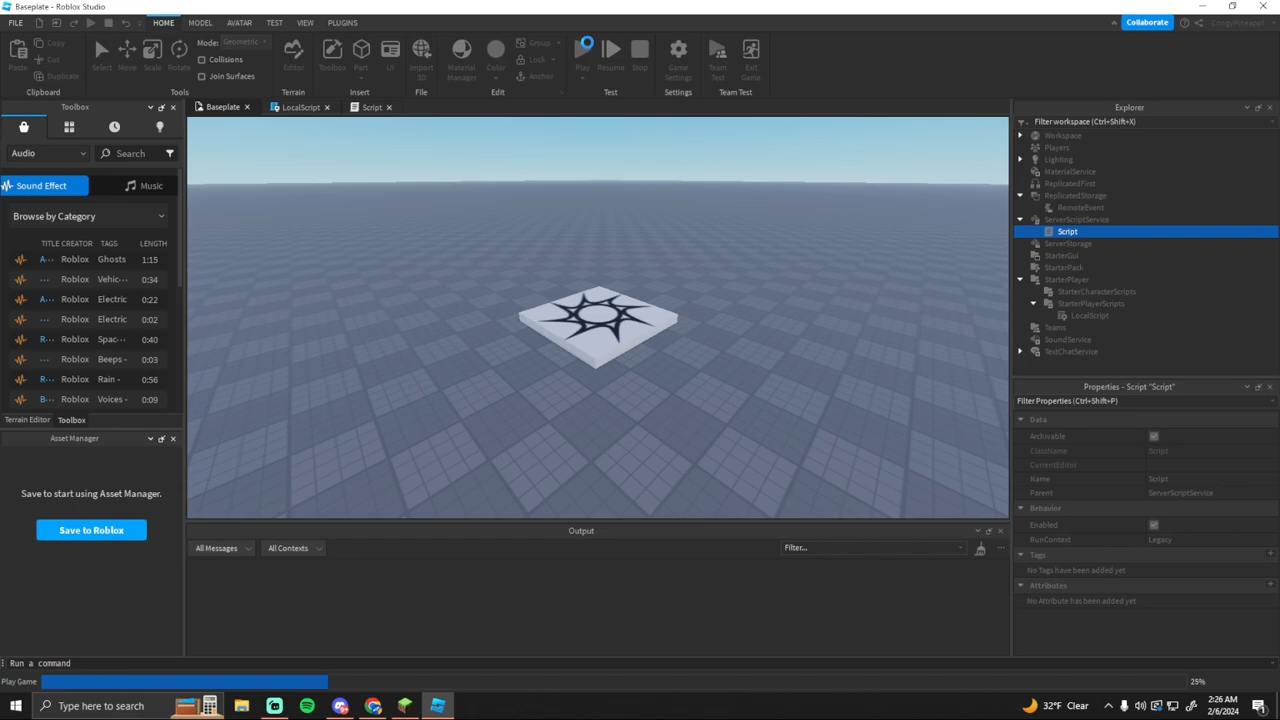 Baseplate - Roblox Studio
FILE HOME MODEL AVATAR TEST VIEW PLUGINS
Collaborate
Paste
Copy
Cut
Duplicate
Clipboard
Select Move Scale Rotate
Mode: Geometric
Collisions
Join Surfaces
Tools
Editor
Terrain
Toolbox Part UI
Insert
Import 3D
File
Material Manager
Color
Group
Lock
Anchor
Edit
Play Resume Stop
Test
Game Settings
Settings
Team Test
Exit Game
Team Test
Toolbox
Baseplate LocalScript Script
Audio Search
Sound Effect Music
Browse by Category
TITLE CREATOR TAGS LENGTH
A... Roblox Ghosts 1:15
... Roblox Vehic... 0:34
A... Roblox Electric 0:22
... Roblox Electric 0:02
R... Roblox Spac... 0:40
... Roblox Beeps - 0:03
R... Roblox Rain - 0:56
B... Roblox Voices - 0:09
Terrain Editor Toolbox
Asset Manager
Save to start using Asset Manager.
Save to Roblox
Output
All Messages All Contexts Filter...
Explorer
Filter workspace (Ctrl+Shift+X)
Workspace
Players
Lighting
MaterialService
ReplicatedFirst
ReplicatedStorage
RemoteEvent
ServerScriptService
Script
ServerStorage
StarterGui
StarterPack
StarterPlayer
StarterCharacterScripts
StarterPlayerScripts
LocalScript
Teams
SoundService
TextChatService
Properties - Script "Script"
Filter Properties (Ctrl+Shift+P)
Data
Archivable
ClassName Script
CurrentEditor
Name Script
Parent ServerScriptService
Behavior
Enabled
RunContext Legacy
Tags
No Tags have been added yet
Attributes
No Attribute has been added yet
Run a command
Play Game 25%
Type here to search
32°F Clear
2:26 AM
2/6/2024